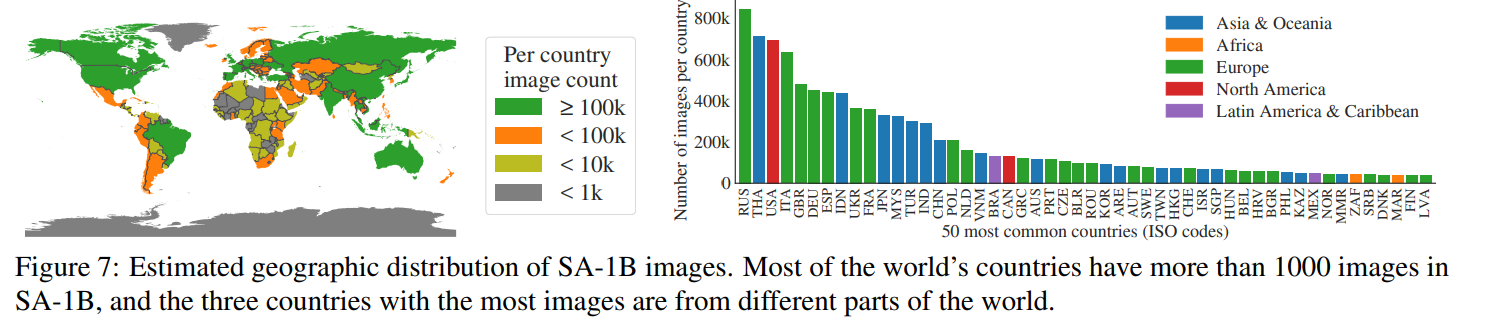 Per country
image count
≥ 100k
< 100k
< 10k
< 1k
Number of images per country
800k
600k
400k
200k
0
Asia & Oceania
Africa
Europe
North America
Latin America & Caribbean
RUS THA USA ITA GBR DEU ESP IDN UKR FRA JPN MYS TUR IND CHN POL NLD VNM BRA CAN GRC AUS PRT CZE BLR ROU KOR ARE AUT SWE TWN HKG CHE ISR SGP HUN BEL HRV BGR PHL KAZ MEX NOR MMR ZAF SRB DNK MAR FIN LVA
50 most common countries (ISO codes)
Figure 7: Estimated geographic distribution of SA-1B images. Most of the world's countries have more than 1000 images in
SA-1B, and the three countries with the most images are from different parts of the world.